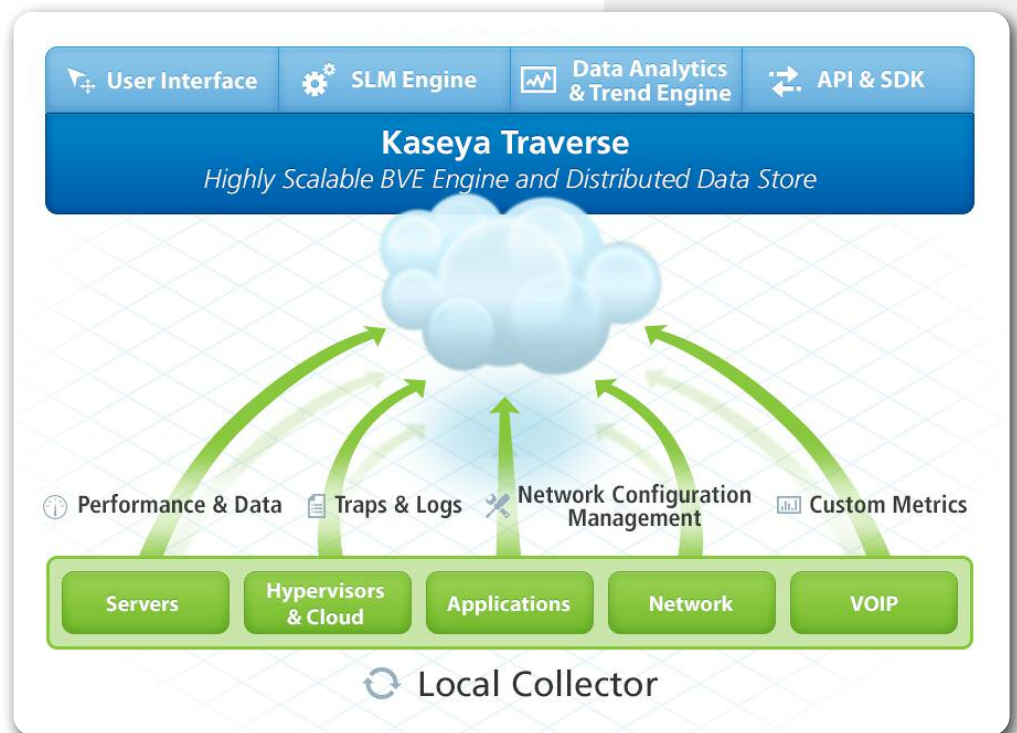 User Interface
SLM Engine
Data Analytics
& Trend Engine
API & SDK
Kaseya Traverse
Highly Scalable BVE Engine and Distributed Data Store
Performance & Data
Traps & Logs
Network Configuration
Management
Custom Metrics
Servers
Hypervisors
& Cloud
Applications
Network
VOIP
Local Collector